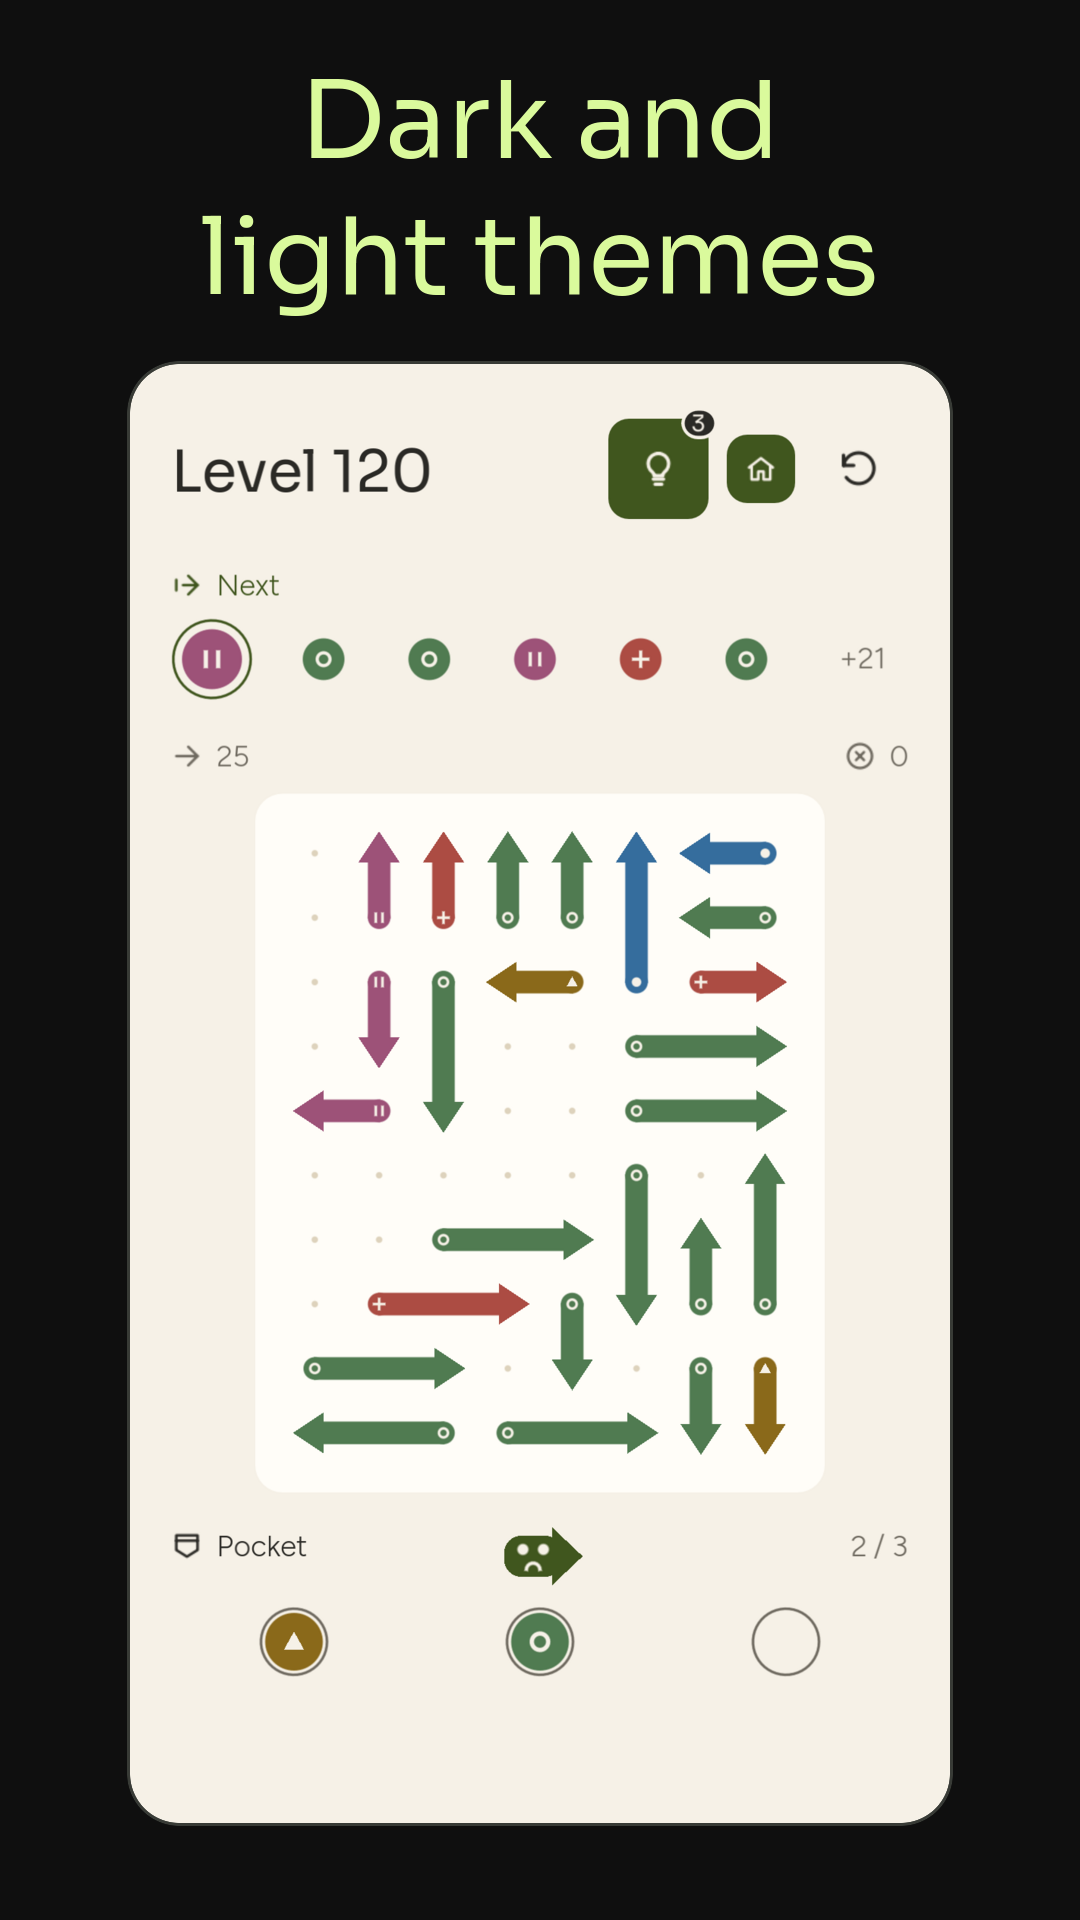 Dark and
light themes
Level 120
3
Next
+21
25
0
Pocket
2 / 3